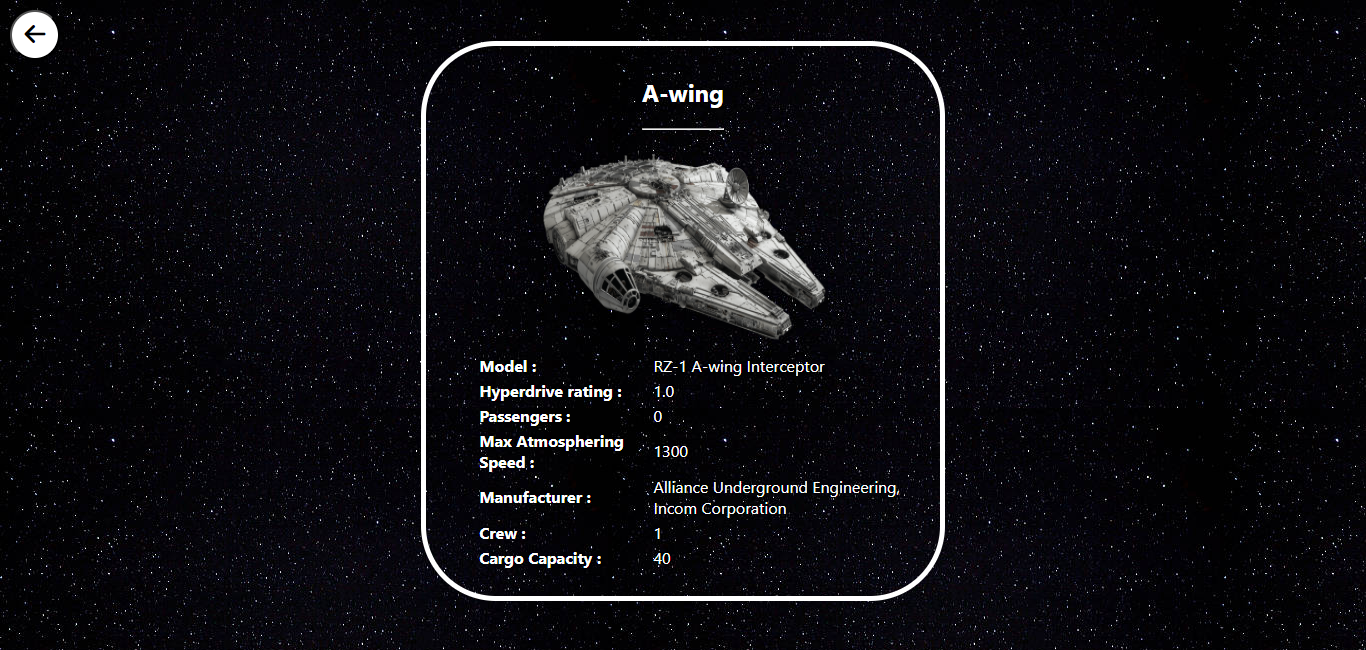 A-wing
Model : RZ-1 A-wing Interceptor
Hyperdrive rating : 1.0
Passengers : 0
Max Atmosphering
Speed : 1300
Manufacturer : Alliance Underground Engineering,
Incom Corporation
Crew : 1
Cargo Capacity : 40